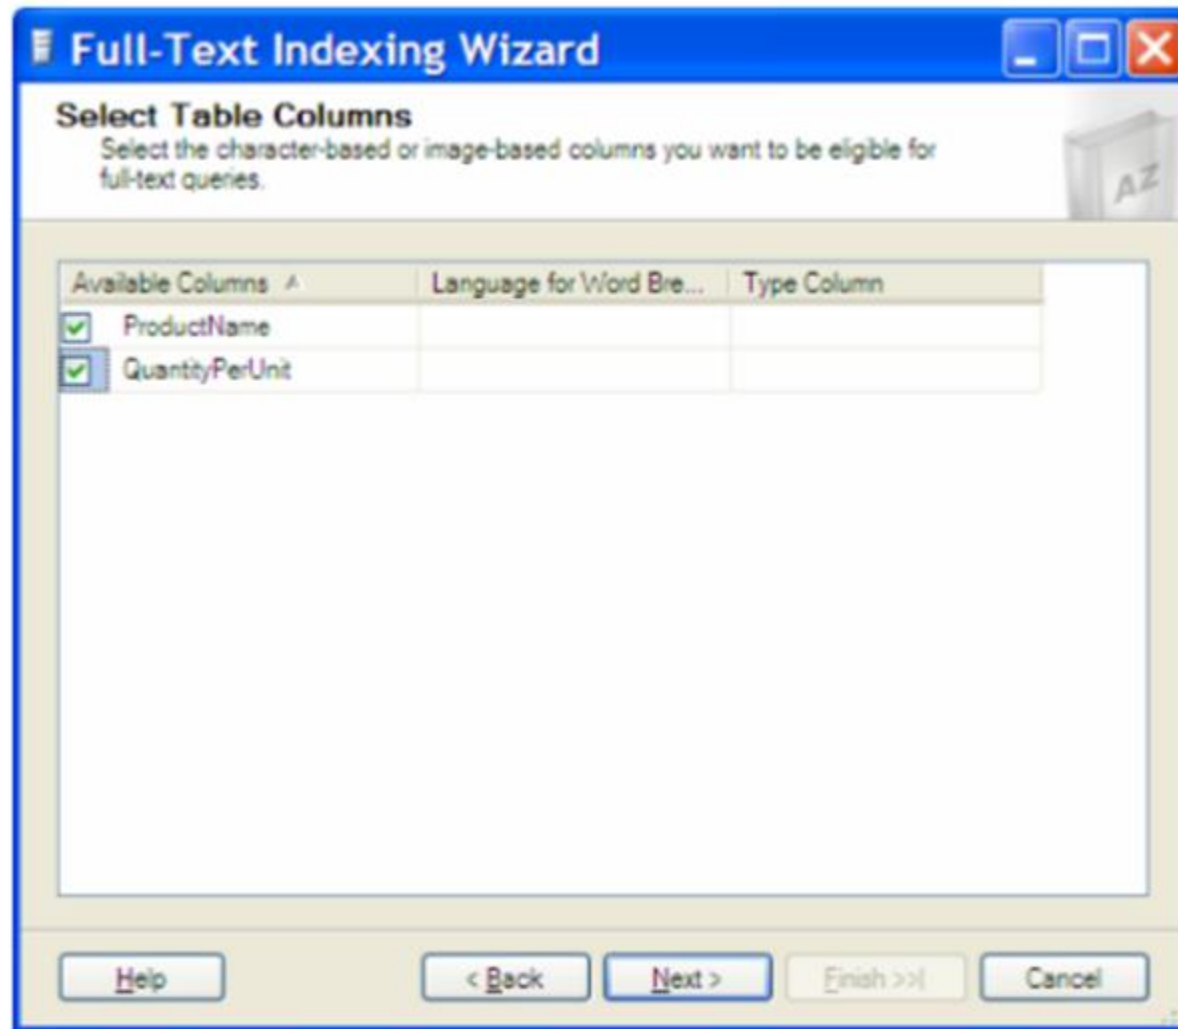 Full-Text Indexing Wizard
Select Table Columns
Select the character-based or image-based columns you want to be eligible for
full-text queries.
AZ
Available Columns Language for Word Bre... Type Column
ProductName
QuantityPerUnit
Help < Back Next > Finish >>| Cancel